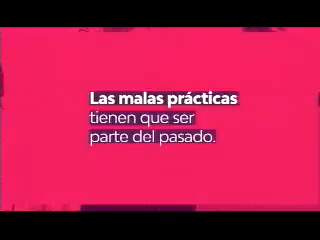 Las malas prácticas
tienen que ser
parte del pasado.